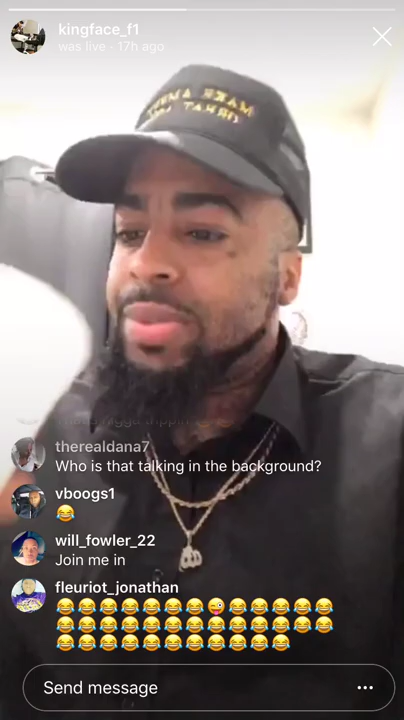 kingface_f1
was live · 17h ago
therealdana7
Who is that talking in the background?
vboogs1
😂
will_fowler_22
Join me in
fleuriot_jonathan
😂😂😂😂😂😂😂😜😂😂😂😂😂
😂😂😂😂😂😂😂😂😂😂😂😂😂
😂😂😂😂😂😂😂😂😂😂😂
Send message